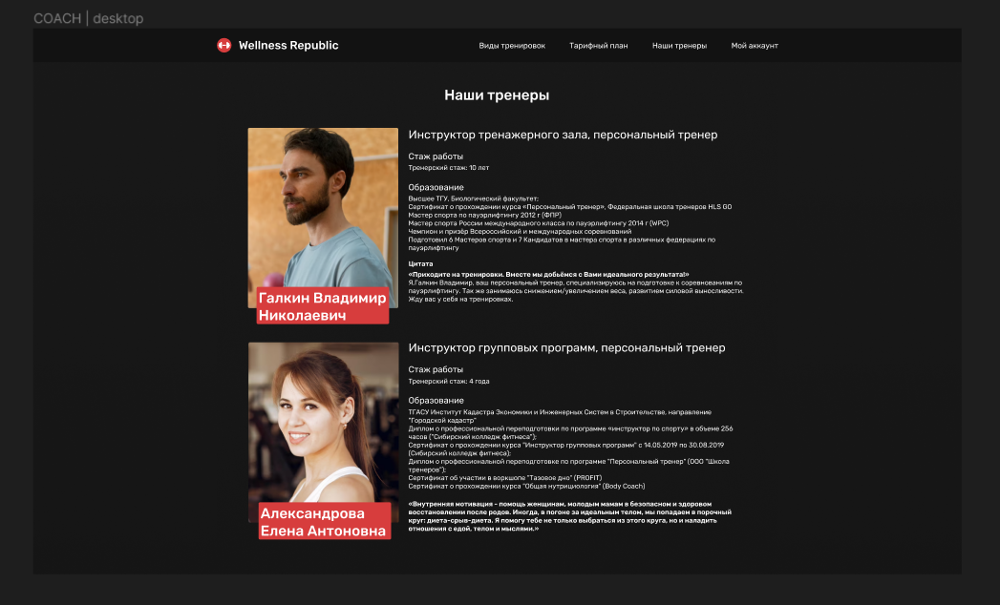 COACH | desktop
Wellness Republic
Виды тренировок Тарифный план Наши тренеры Мой аккаунт
Наши тренеры
Инструктор тренажерного зала, персональный тренер
Стаж работы
Тренерский стаж: 10 лет
Образование
Высшее ТГУ, Биологический факультет;
Сертификат о прохождении курса «Персональный тренер», Федеральная школа тренеров HLS GO
Мастер спорта по пауэрлифтингу 2012 г (ФПР)
Мастер спорта России международного класса по пауэрлифтингу 2014 г (WPC)
Чемпион и призёр Всероссийский и международных соревнований
Подготовил 6 Мастеров спорта и 7 Кандидатов в мастера спорта в различных федерациях по
пауэрлифтингу
Цитата
«Приходите на тренировки. Вместе мы добьёмся с Вами идеального результата!»
Я,Галкин Владимир, ваш персональный тренер, специализируюсь на подготовке к соревнованиям по
пауэрлифтингу. Так же занимаюсь снижением/увеличением веса, развитием силовой выносливости.
Жду вас у себя на тренировках.
Галкин Владимир
Николаевич
Инструктор групповых программ, персональный тренер
Стаж работы
Тренерский стаж: 4 года
Образование
ТГАСУ Институт Кадастра Экономики и Инженерных Систем в Строительстве, направление
"Городской кадастр"
Диплом о профессиональной переподготовки по программе «инструктор по спорту» в объеме 256
часов ("Сибирский колледж фитнеса");
Сертификат о прохождении курса "Инструктор групповых программ" с 14.05.2019 по 30.08.2019
(Сибирский колледж фитнеса);
Диплом о профессиональной переподготовке по программе "Персональный тренер" (ООО "Школа
тренеров");
Сертификат об участии в воркшопе "Тазовое дно" (PROFIT)
Сертификат о прохождении курса "Общая нутрициология" (Body Coach)
«Внутренняя мотивация - помощь женщинам, молодым мамам в безопасном и здоровом
восстановлении после родов. Иногда, в погоне за идеальным телом, мы попадаем в порочный
круг: диета-срыв-диета. Я помогу тебе не только выбраться из этого круга, но и наладить
отношения с едой, телом и мыслями.»
Александрова
Елена Антоновна